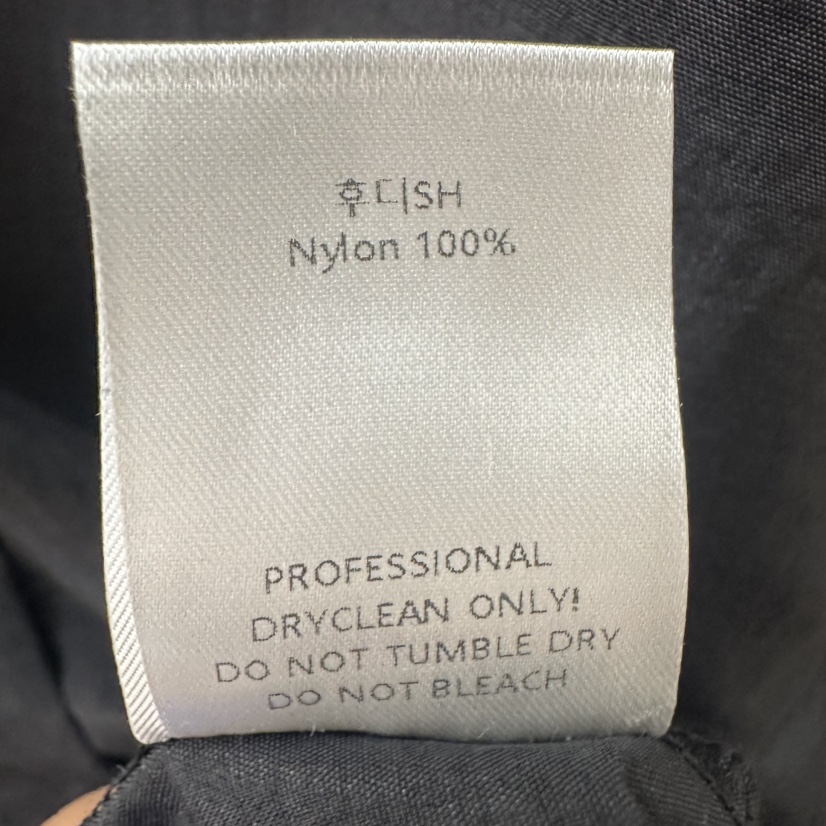 후디SH
Nylon 100%
PROFESSIONAL
DRYCLEAN ONLY!
DO NOT TUMBLE DRY
DO NOT BLEACH